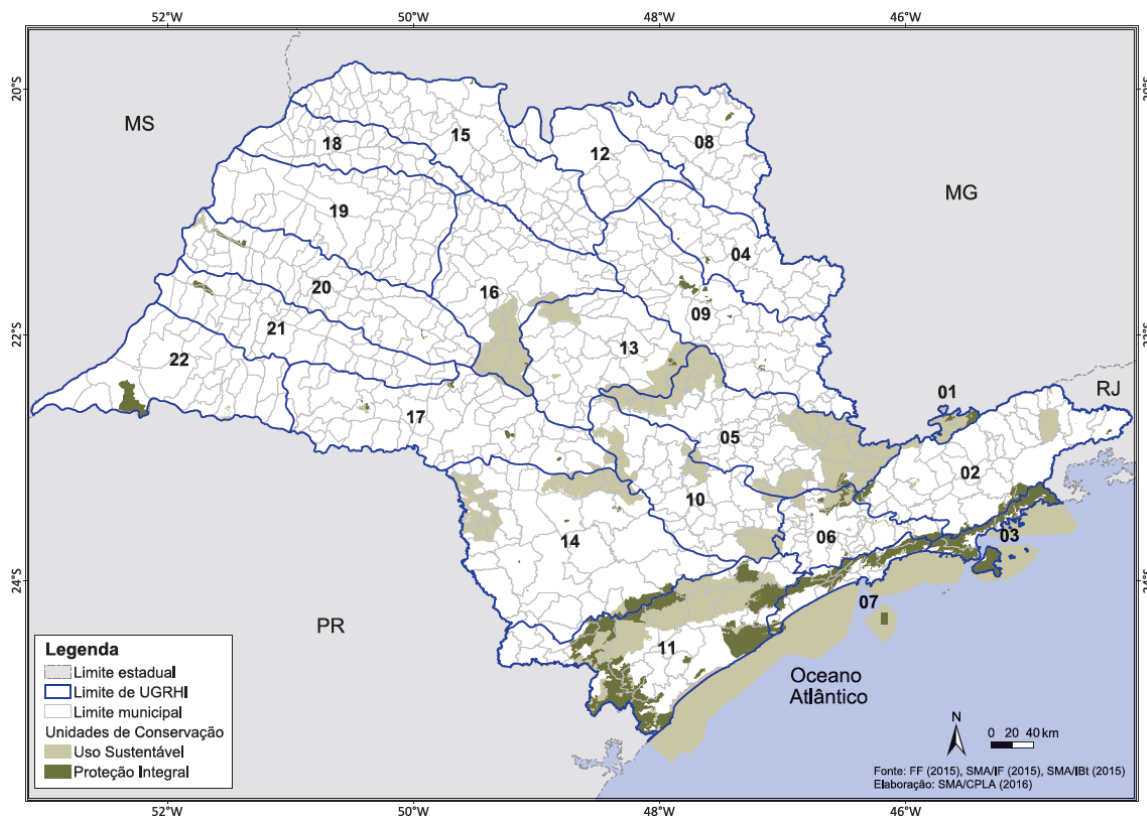 52°W
50°W
48°W
46°W
20°S
20°S
MS
15
18
12
08
19
MG
04
20
16
09
22°S
22°S
21
13
22
01
RJ
17
05
02
10
06
03
14
24°S
24°S
07
PR
11
Legenda
Limite estadual
Limite de UGRHI
Limite municipal
Unidades de Conservação
Uso Sustentável
Proteção Integral
Oceano
Atlântico
N
0 20 40 km
Fonte: FF (2015), SMA/IF (2015), SMA/IBt (2015)
Elaboração: SMA/CPLA (2016)
52°W
50°W
48°W
46°W